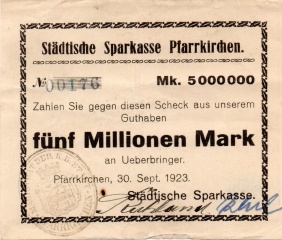 Städtische Sparkasse Pfarrkirchen.
№ 00176 Mk. 5000000
Zahlen Sie gegen diesen Scheck aus unserem
Guthaben
fünf Millionen Mark
an Ueberbringer.
Pfarrkirchen, 30. Sept. 1923.
Städtische Sparkasse.